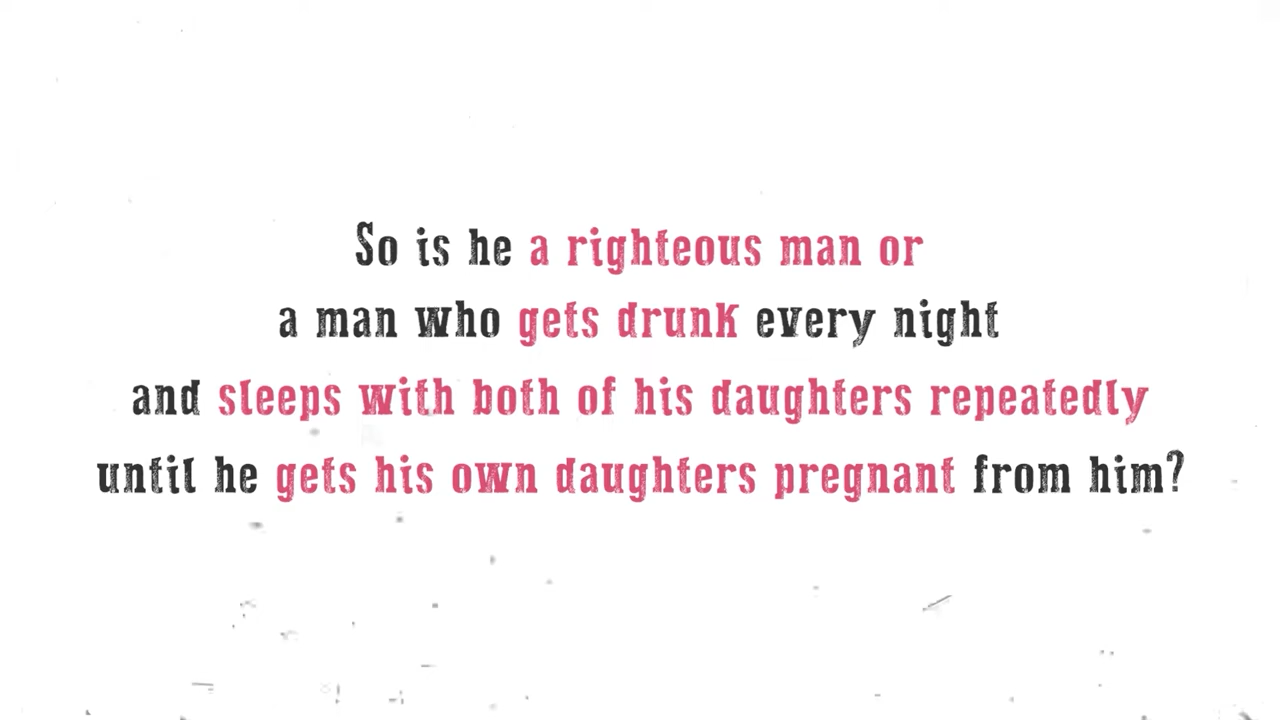 So is he a righteous man or
a man who gets drunk every night
and sleeps with both of his daughters repeatedly
until he gets his own daughters pregnant from him?